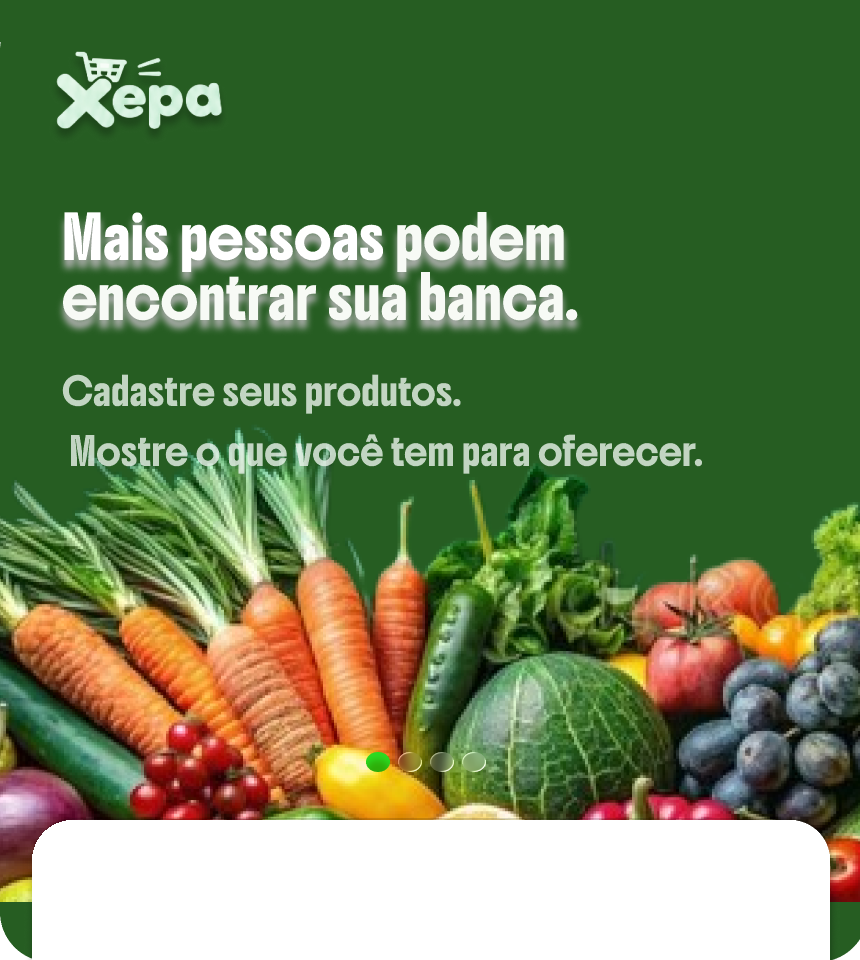 Xepa
Mais pessoas podem
encontrar sua banca.
Cadastre seus produtos.
Mostre o que você tem para oferecer.